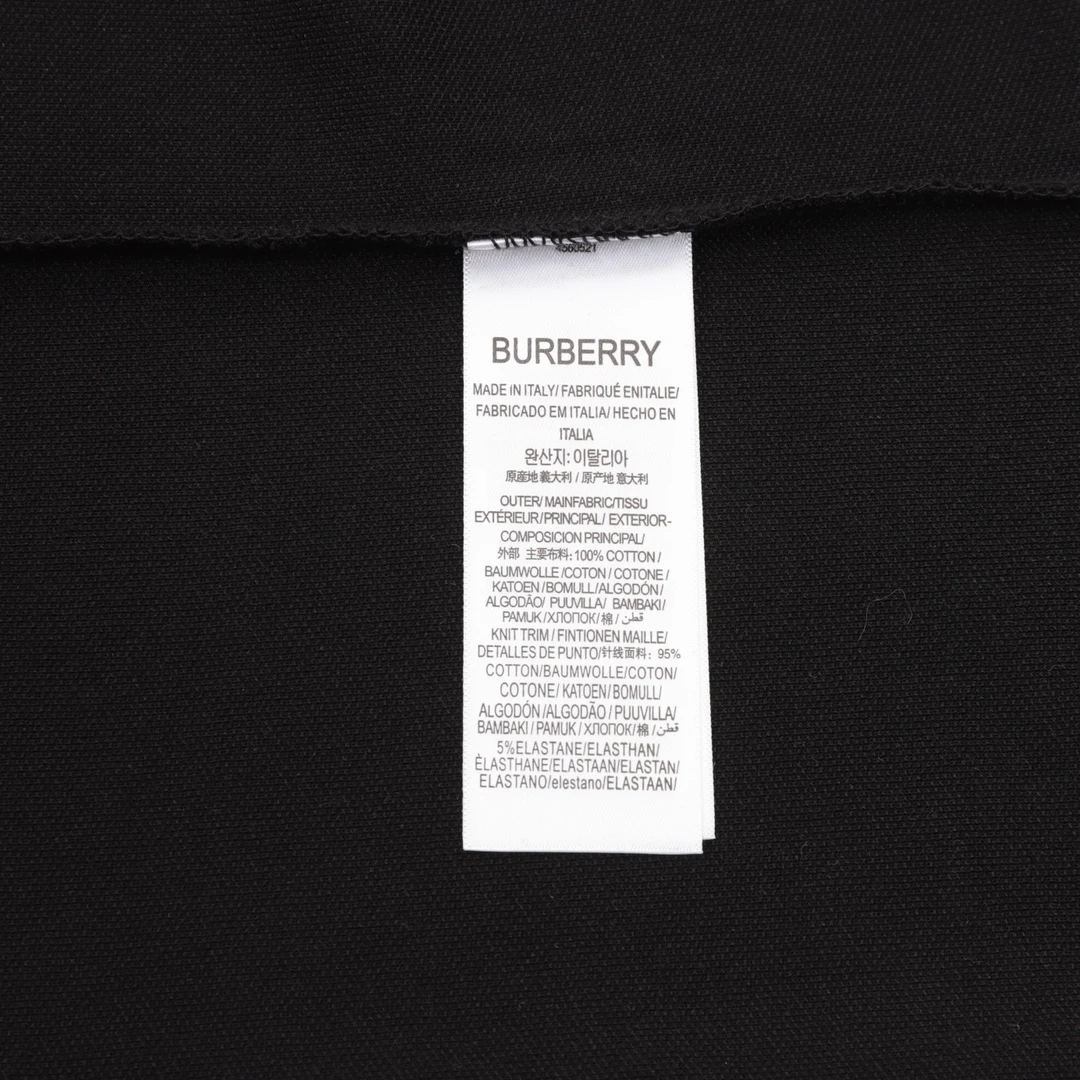 4560521
BURBERRY
MADE IN ITALY/ FABRIQUÉ ENITALIE/
FABRICADO EM ITALIA/ HECHO EN
ITALIA
완산지: 이탈리아
原産地 義大利 / 原产地 意大利
OUTER/ MAINFABRIC/TISSU
EXTÉRIEUR/PRINCIPAL/ EXTERIOR-
COMPOSICION PRINCIPAL/
外部 主要布料: 100% COTTON /
BAUMWOLLE /COTON / COTONE /
KATOEN / BOMULL/ ALGODÓN /
ALGODÃO/ PUUVILLA/ BAMBAKI /
PAMUK / ХЛОПОК/ 棉 / قطن /
KNIT TRIM / FINTIONEN MAILLE/
DETALLES DE PUNTO/针线面料: 95%
COTTON/BAUMWOLLE/COTON/
COTONE/ KATOEN/ BOMULL/
ALGODÓN /ALGODÃO / PUUVILLA/
BAMBAKI / PAMUK / ХЛОПОК/棉 / قطن/
5%ELASTANE/ELASTHAN/
ÈLASTHANE/ELASTAAN/ELASTAN/
ELASTANO/elestano/ELASTAAN/